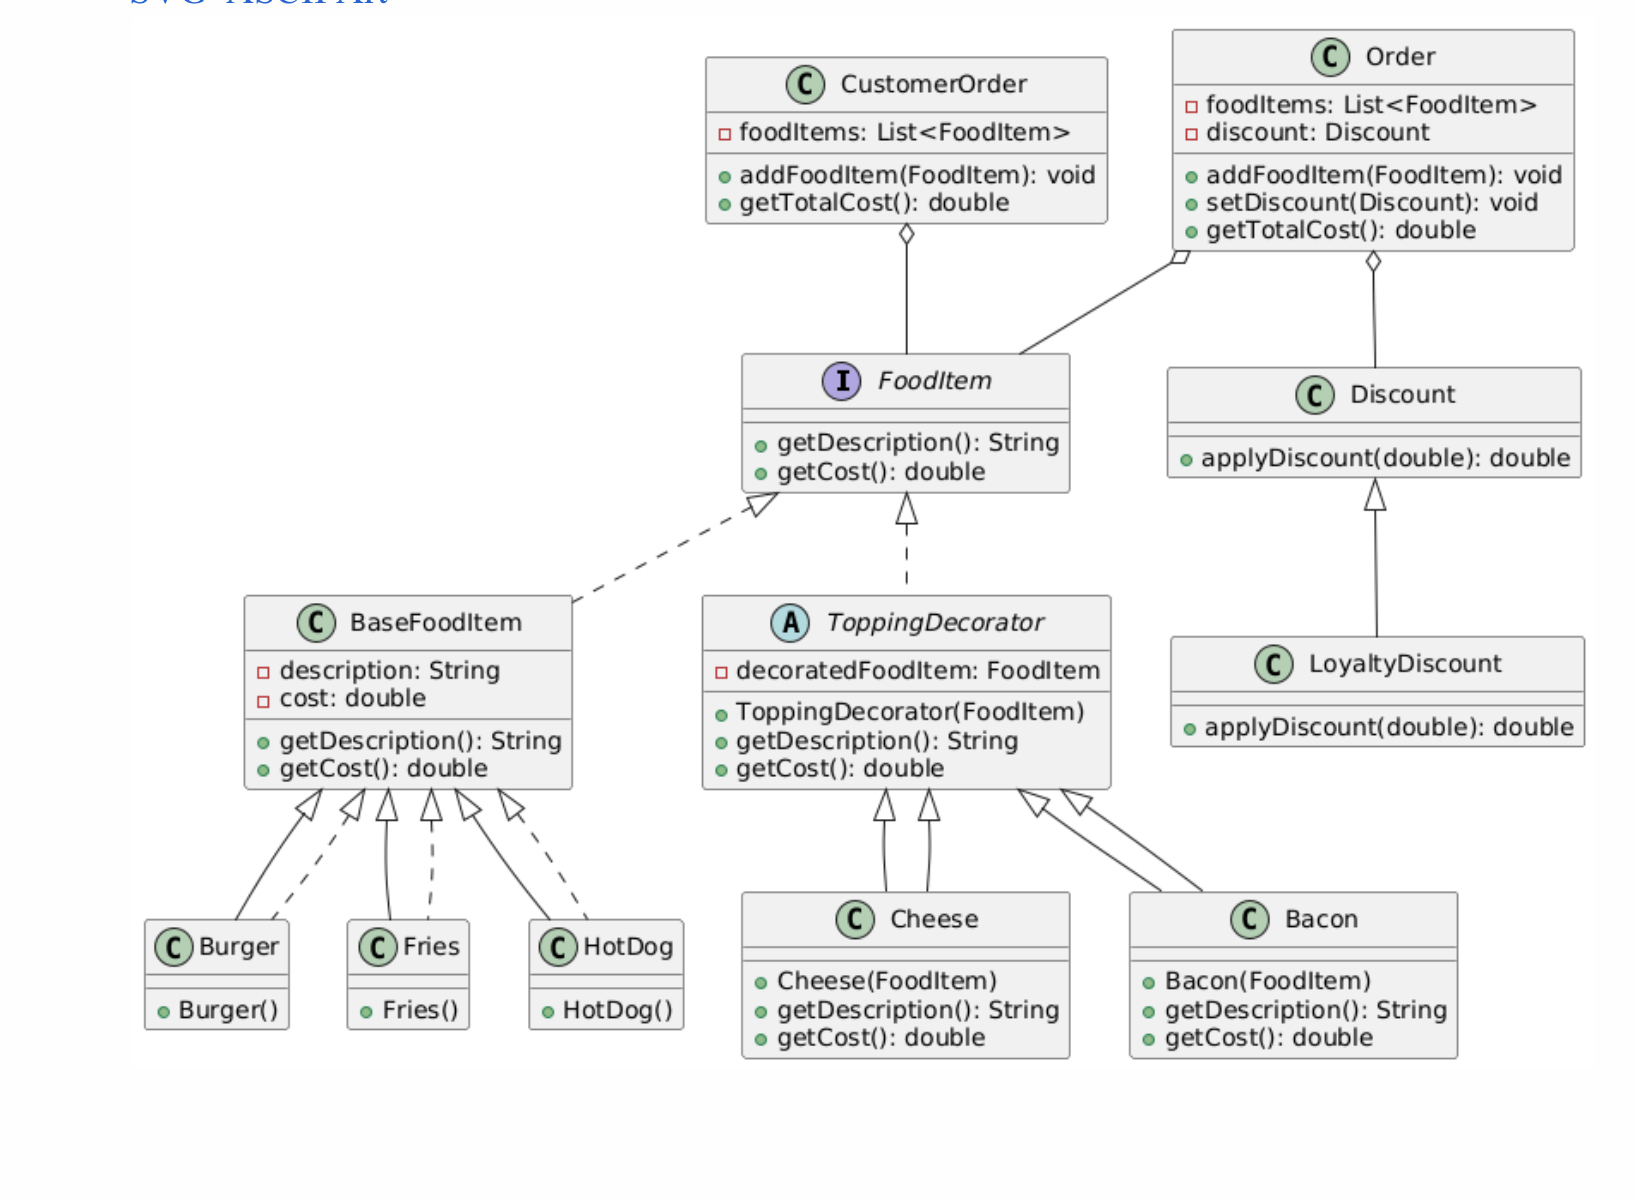 SVG ASCII Art
C CustomerOrder
foodItems: List<FoodItem>
addFoodItem(FoodItem): void
getTotalCost(): double
C Order
foodItems: List<FoodItem>
discount: Discount
addFoodItem(FoodItem): void
setDiscount(Discount): void
getTotalCost(): double
I FoodItem
getDescription(): String
getCost(): double
C Discount
applyDiscount(double): double
C BaseFoodItem
description: String
cost: double
getDescription(): String
getCost(): double
A ToppingDecorator
decoratedFoodItem: FoodItem
ToppingDecorator(FoodItem)
getDescription(): String
getCost(): double
C LoyaltyDiscount
applyDiscount(double): double
C Burger
Burger()
C Fries
Fries()
C HotDog
HotDog()
C Cheese
Cheese(FoodItem)
getDescription(): String
getCost(): double
C Bacon
Bacon(FoodItem)
getDescription(): String
getCost(): double